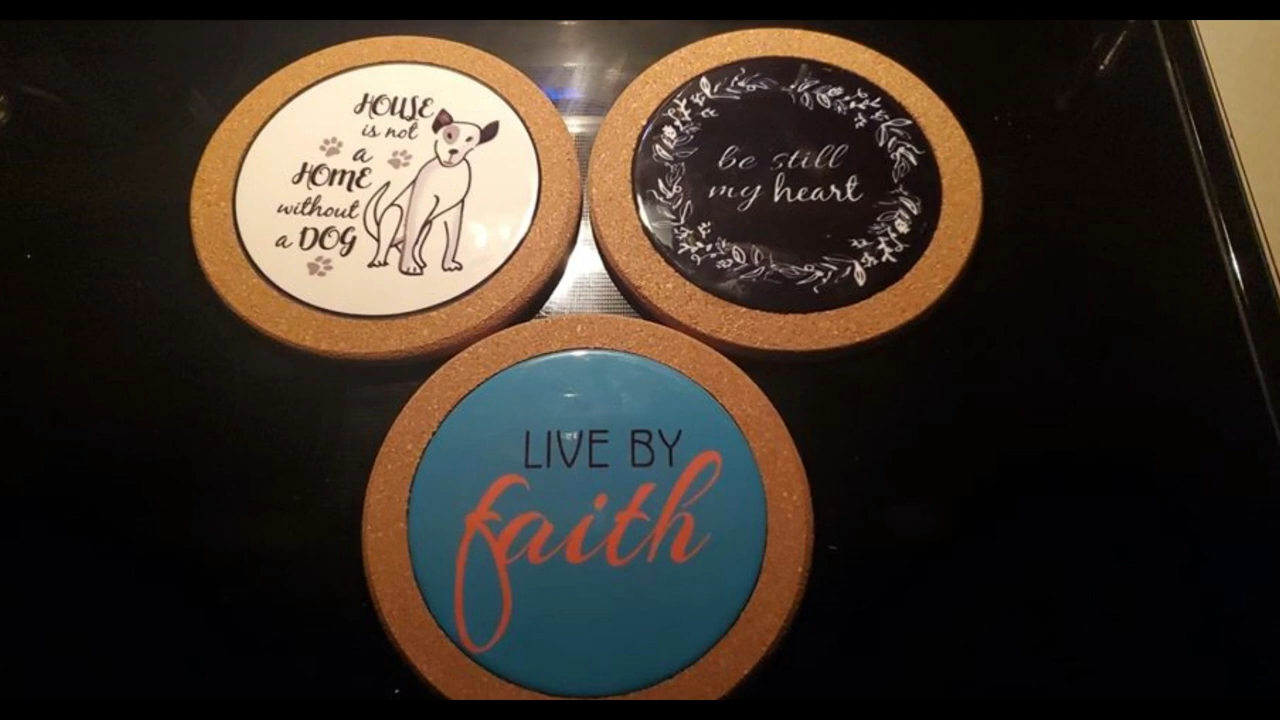 HOUSE
is not
a
HOME
without
a DOG
be still
my heart
LIVE BY
faith